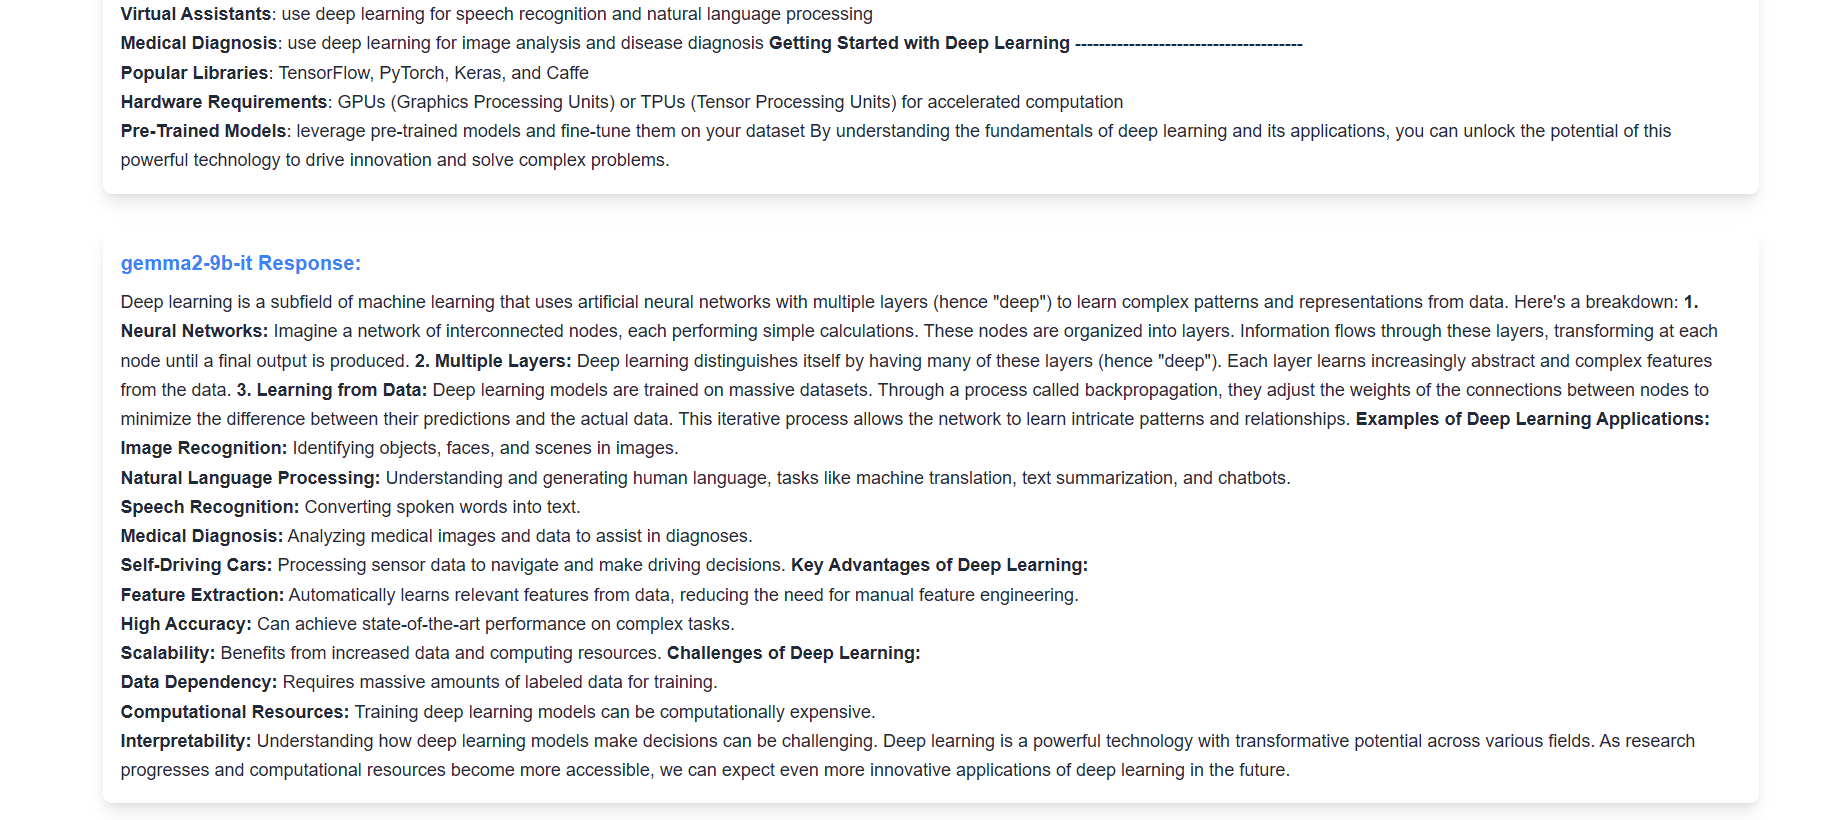 Virtual Assistants: use deep learning for speech recognition and natural language processing
Medical Diagnosis: use deep learning for image analysis and disease diagnosis Getting Started with Deep Learning --------------------------------------
Popular Libraries: TensorFlow, PyTorch, Keras, and Caffe
Hardware Requirements: GPUs (Graphics Processing Units) or TPUs (Tensor Processing Units) for accelerated computation
Pre-Trained Models: leverage pre-trained models and fine-tune them on your dataset By understanding the fundamentals of deep learning and its applications, you can unlock the potential of this
powerful technology to drive innovation and solve complex problems.
gemma2-9b-it Response:
Deep learning is a subfield of machine learning that uses artificial neural networks with multiple layers (hence "deep") to learn complex patterns and representations from data. Here's a breakdown: 1.
Neural Networks: Imagine a network of interconnected nodes, each performing simple calculations. These nodes are organized into layers. Information flows through these layers, transforming at each
node until a final output is produced. 2. Multiple Layers: Deep learning distinguishes itself by having many of these layers (hence "deep"). Each layer learns increasingly abstract and complex features
from the data. 3. Learning from Data: Deep learning models are trained on massive datasets. Through a process called backpropagation, they adjust the weights of the connections between nodes to
minimize the difference between their predictions and the actual data. This iterative process allows the network to learn intricate patterns and relationships. Examples of Deep Learning Applications:
Image Recognition: Identifying objects, faces, and scenes in images.
Natural Language Processing: Understanding and generating human language, tasks like machine translation, text summarization, and chatbots.
Speech Recognition: Converting spoken words into text.
Medical Diagnosis: Analyzing medical images and data to assist in diagnoses.
Self-Driving Cars: Processing sensor data to navigate and make driving decisions. Key Advantages of Deep Learning:
Feature Extraction: Automatically learns relevant features from data, reducing the need for manual feature engineering.
High Accuracy: Can achieve state-of-the-art performance on complex tasks.
Scalability: Benefits from increased data and computing resources. Challenges of Deep Learning:
Data Dependency: Requires massive amounts of labeled data for training.
Computational Resources: Training deep learning models can be computationally expensive.
Interpretability: Understanding how deep learning models make decisions can be challenging. Deep learning is a powerful technology with transformative potential across various fields. As research
progresses and computational resources become more accessible, we can expect even more innovative applications of deep learning in the future.